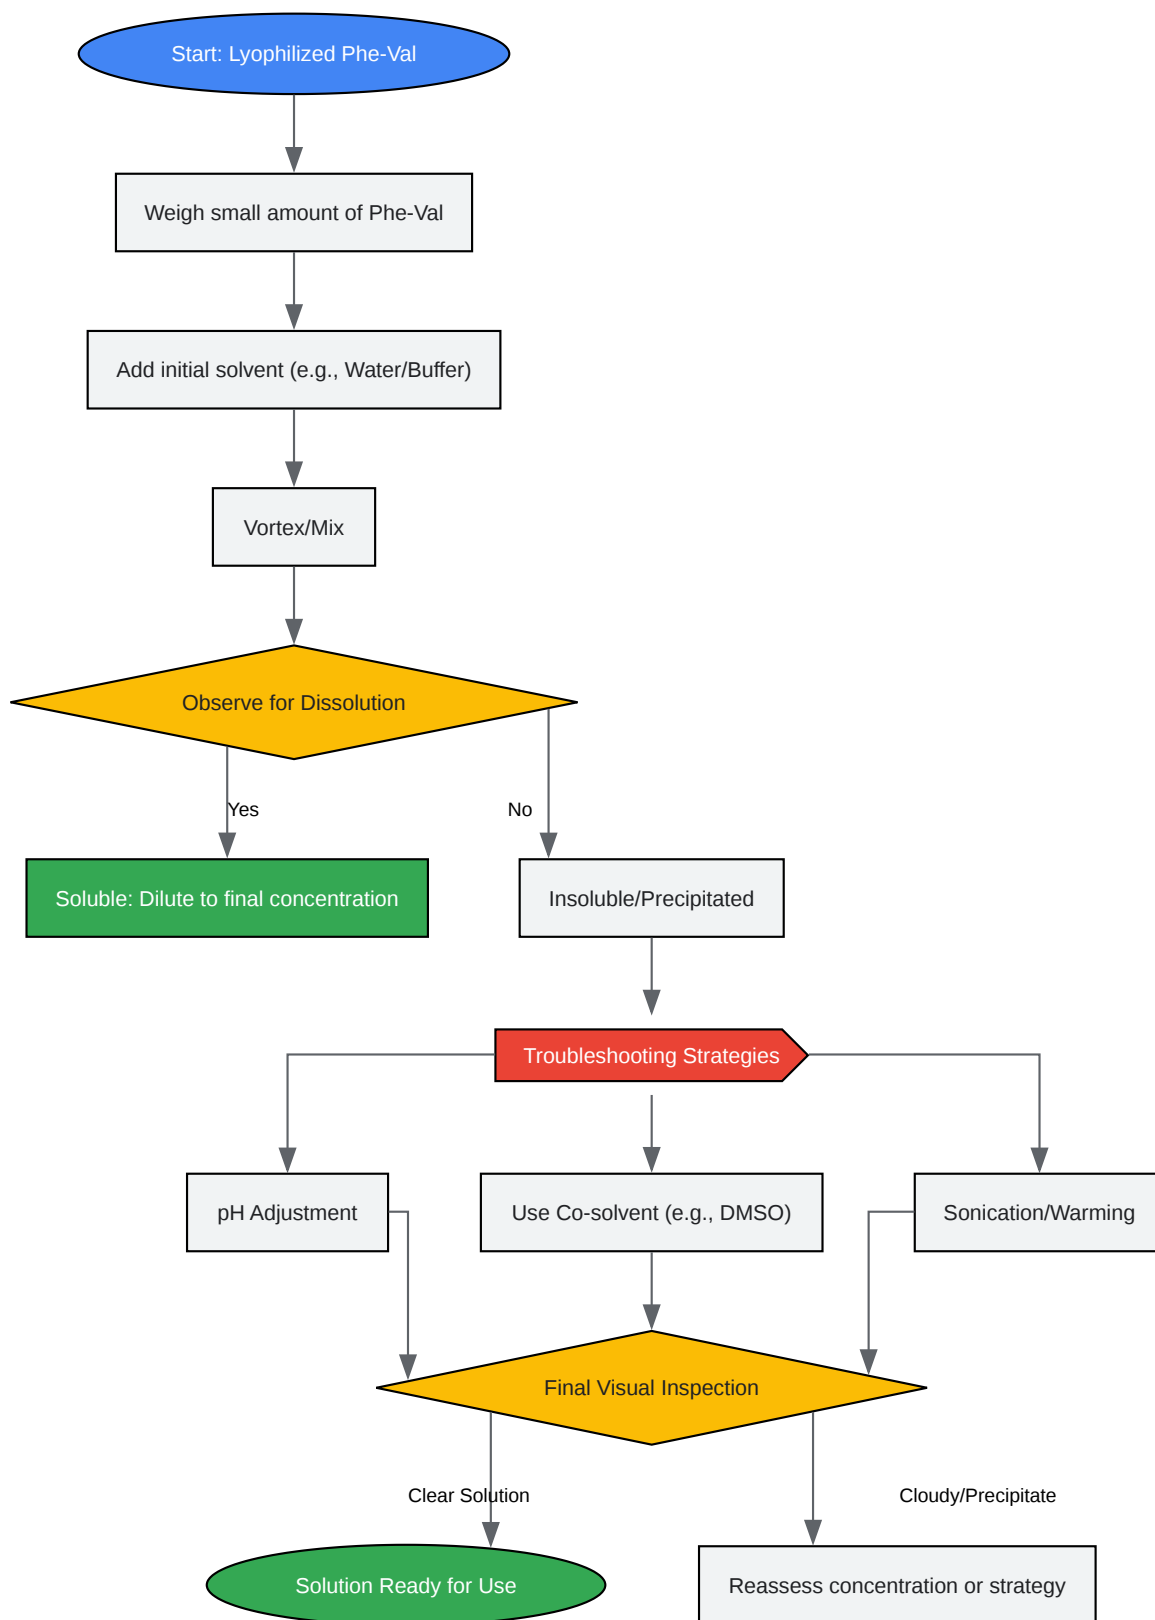 Start: Lyophilized Phe-Val
Weigh small amount of Phe-Val
Add initial solvent (e.g., Water/Buffer)
Vortex/Mix
Observe for Dissolution
Yes
No
Soluble: Dilute to final concentration
Insoluble/Precipitated
Troubleshooting Strategies
pH Adjustment
Use Co-solvent (e.g., DMSO)
Sonication/Warming
Final Visual Inspection
Clear Solution
Cloudy/Precipitate
Solution Ready for Use
Reassess concentration or strategy